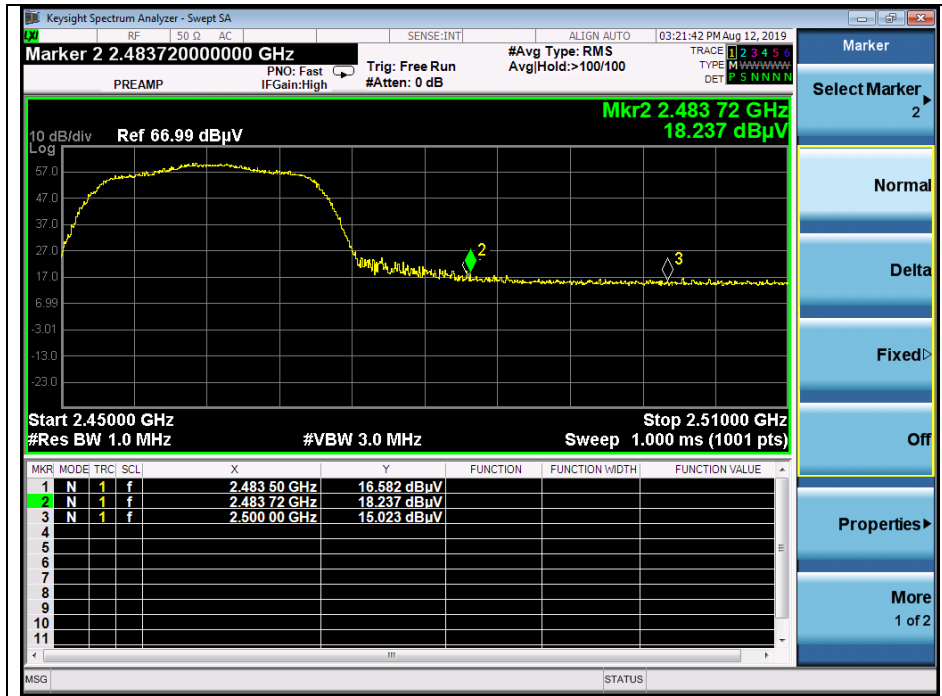 Keysight Spectrum Analyzer - Swept SA
LXI RF 50 Ω AC SENSE:INT ALIGN AUTO 03:21:42 PM Aug 12, 2019
Marker 2 2.483720000000 GHz
PREAMP
PNO: Fast
IFGain:High
Trig: Free Run
#Atten: 0 dB
#Avg Type: RMS
Avg|Hold:>100/100
TRACE 1 2 3 4 5 6
TYPE M W W W W W
DET P S N N N N
Mkr2 2.483 72 GHz
18.237 dBµV
10 dB/div Ref 66.99 dBµV
Log
57.0
47.0
37.0
27.0
17.0
6.99
-3.01
-13.0
-23.0
2
3
Start 2.45000 GHz Stop 2.51000 GHz
#Res BW 1.0 MHz #VBW 3.0 MHz Sweep 1.000 ms (1001 pts)
MKR MODE TRC SCL X Y FUNCTION FUNCTION WIDTH FUNCTION VALUE
1 N 1 f 2.483 50 GHz 16.582 dBµV
2 N 1 f 2.483 72 GHz 18.237 dBµV
3 N 1 f 2.500 00 GHz 15.023 dBµV
4
5
6
7
8
9
10
11
MSG STATUS
Marker
Select Marker
2
Normal
Delta
Fixed
Off
Properties
More
1 of 2